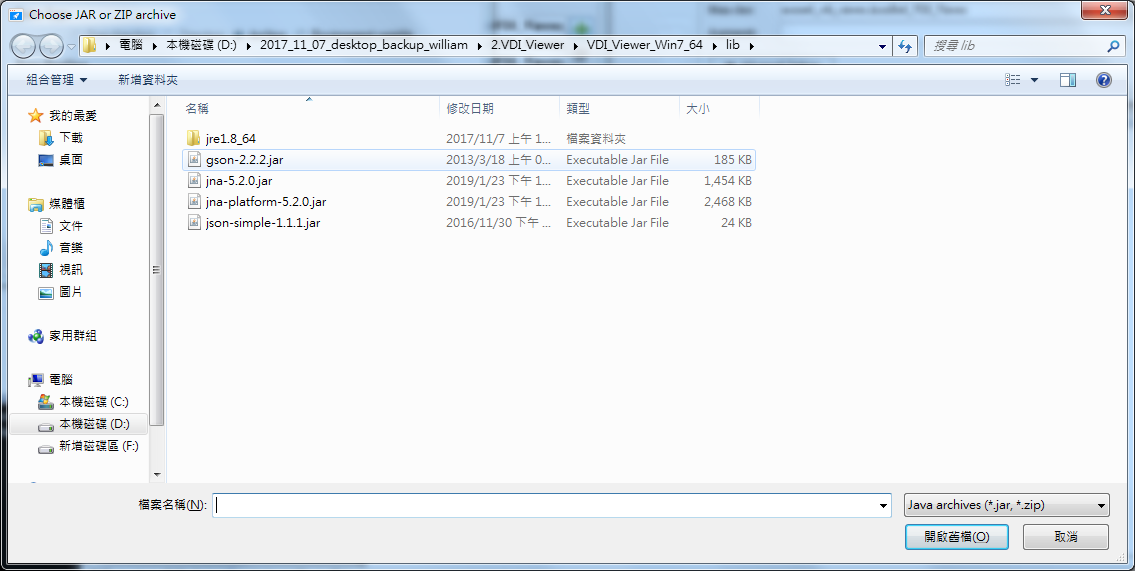 Choose JAR or ZIP archive
電腦 本機磁碟 (D:) 2017_11_07_desktop_backup_william 2.VDI_Viewer VDI_Viewer_Win7_64 lib 搜尋 lib
組合管理 新增資料夾
名稱 修改日期 類型 大小
我的最愛
下載
桌面
媒體櫃
文件
音樂
視訊
圖片
家用群組
電腦
本機磁碟 (C:)
本機磁碟 (D:)
新增磁碟區 (F:)
jre1.8_64 2017/11/7 上午 1... 檔案資料夾
gson-2.2.2.jar 2013/3/18 上午 0... Executable Jar File 185 KB
jna-5.2.0.jar 2019/1/23 下午 1... Executable Jar File 1,454 KB
jna-platform-5.2.0.jar 2019/1/23 下午 1... Executable Jar File 2,468 KB
json-simple-1.1.1.jar 2016/11/30 下午 ... Executable Jar File 24 KB
檔案名稱(N): Java archives (*.jar, *.zip)
開啟舊檔(O) 取消